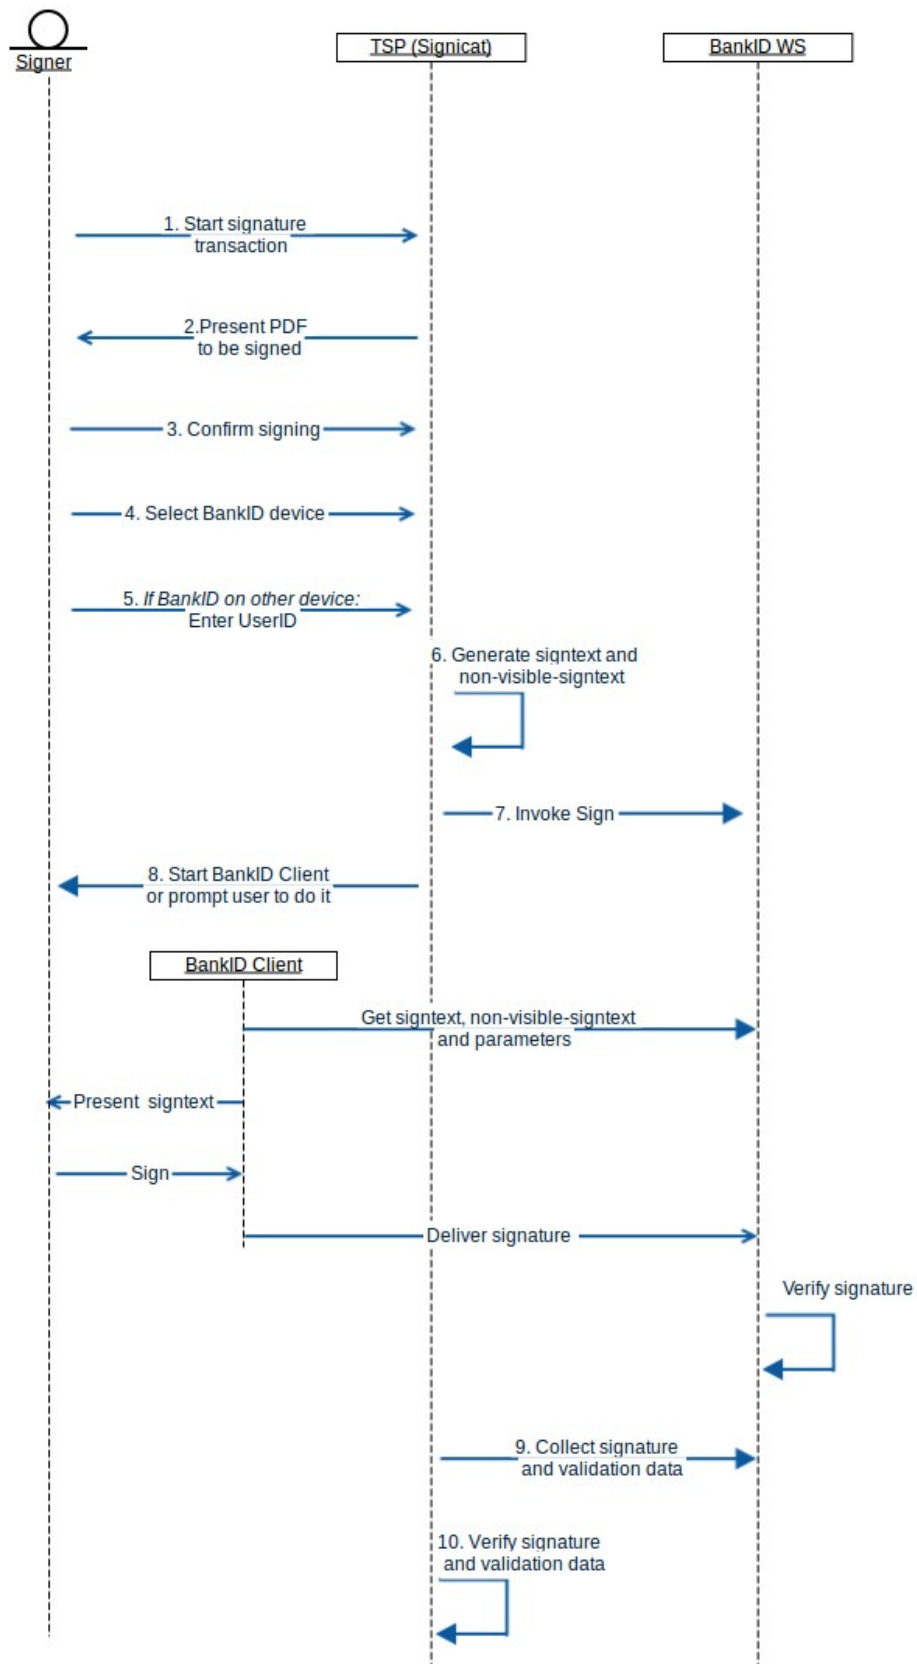 Signer
TSP (Signicat)
BankID WS
1. Start signature
transaction
2.Present PDF
to be signed
3. Confirm signing
4. Select BankID device
5. If BankID on other device:
Enter UserID
6. Generate signtext and
non-visible-signtext
7. Invoke Sign
8. Start BankID Client
or prompt user to do it
BankID Client
Get signtext, non-visible-signtext
and parameters
Present signtext
Sign
Deliver signature
Verify signature
9. Collect signature
and validation data
10. Verify signature
and validation data